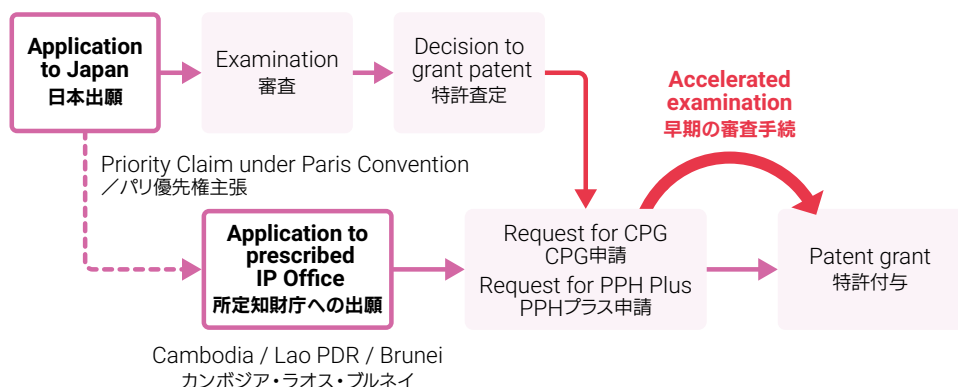 Application
to Japan
日本出願
Examination
審査
Decision to
grant patent
特許査定
Accelerated
examination
早期の審査手続
Priority Claim under Paris Convention
／パリ優先権主張
Application to
prescribed
IP Office
所定知財庁への出願
Request for CPG
CPG申請
Request for PPH Plus
PPHプラス申請
Patent grant
特許付与
Cambodia / Lao PDR / Brunei
カンボジア・ラオス・ブルネイ